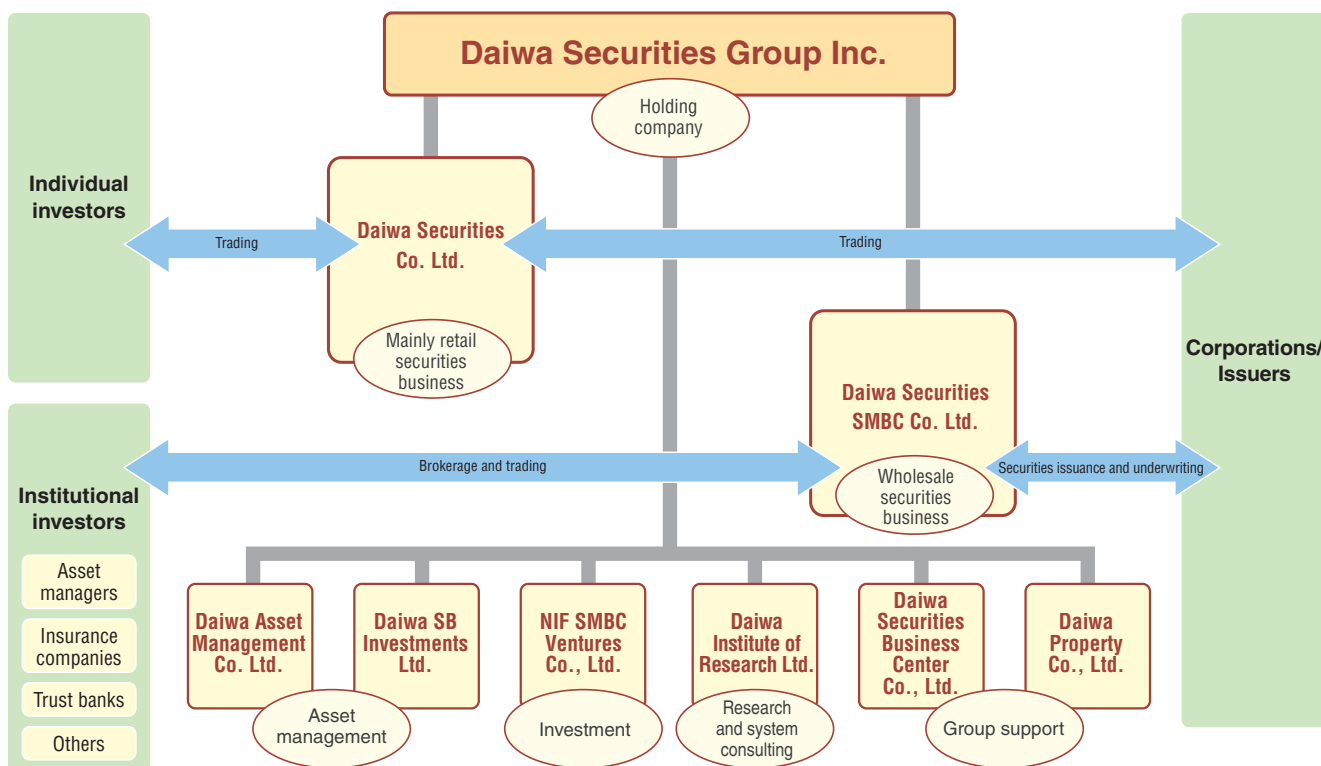 Daiwa Securities Group Inc.
Holding
company
Individual
investors
Trading
Daiwa Securities
Co. Ltd.
Trading
Mainly retail
securities
business
Corporations/
Issuers
Daiwa Securities
SMBC Co. Ltd.
Brokerage and trading
Securities issuance and underwriting
Wholesale
securities
business
Institutional
investors
Asset
managers
Insurance
companies
Trust banks
Others
Daiwa Asset
Management
Co. Ltd.
Daiwa SB
Investments
Ltd.
Asset
management
NIF SMBC
Ventures
Co., Ltd.
Investment
Daiwa
Institute of
Research Ltd.
Research
and system
consulting
Daiwa
Securities
Business
Center
Co., Ltd.
Daiwa
Property
Co., Ltd.
Group support